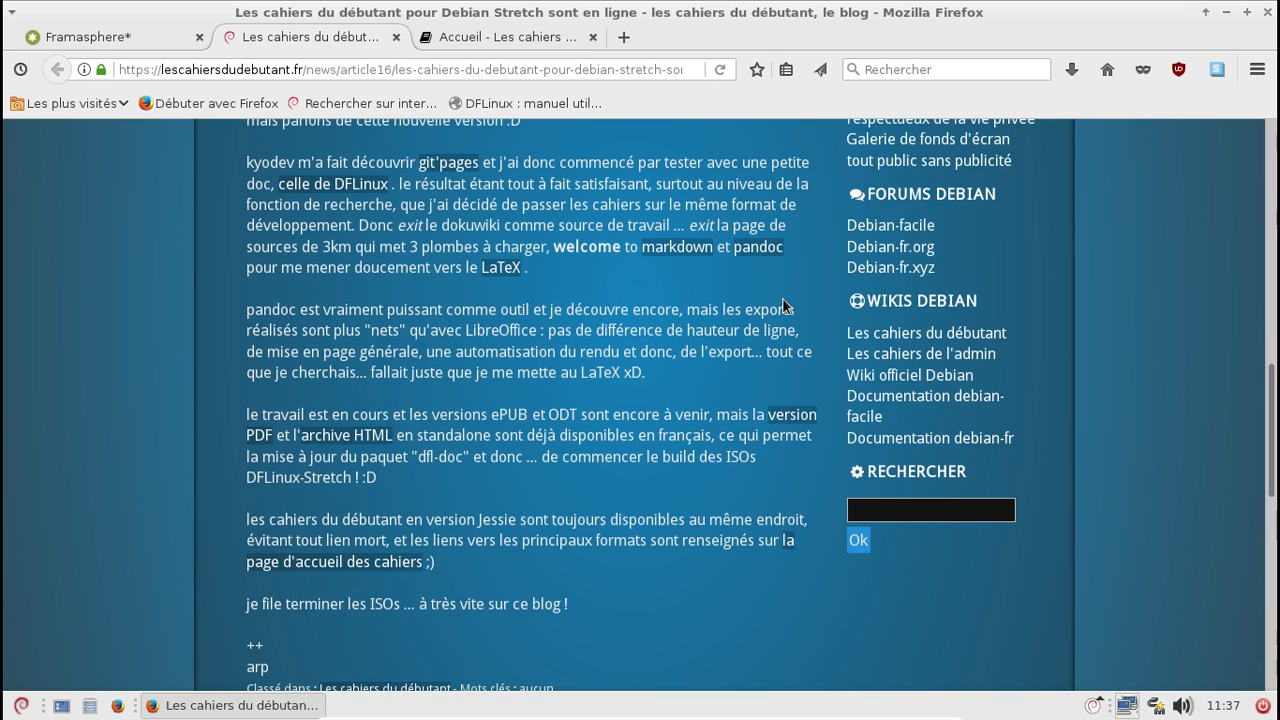 Les cahiers du débutant pour Debian Stretch sont en ligne - les cahiers du débutant, le blog - Mozilla Firefox
Framasphere*
Les cahiers du début...
Accueil - Les cahiers ...
https://lescahiersdudebutant.fr/news/article16/les-cahiers-du-debutant-pour-debian-stretch-so
Rechercher
Les plus visités
Débuter avec Firefox
Rechercher sur inter...
DFLinux : manuel util...
mais parlons de cette nouvelle version :D
kyodev m'a fait découvrir git'pages et j'ai donc commencé par tester avec une petite
doc, celle de DFLinux . le résultat étant tout à fait satisfaisant, surtout au niveau de la
fonction de recherche, que j'ai décidé de passer les cahiers sur le même format de
développement. Donc exit le dokuwiki comme source de travail ... exit la page de
sources de 3km qui met 3 plombes à charger, welcome to markdown et pandoc
pour me mener doucement vers le LaTeX .
pandoc est vraiment puissant comme outil et je découvre encore, mais les exports
réalisés sont plus "nets" qu'avec LibreOffice : pas de différence de hauteur de ligne,
de mise en page générale, une automatisation du rendu et donc, de l'export... tout ce
que je cherchais... fallait juste que je me mette au LaTeX xD.
le travail est en cours et les versions ePUB et ODT sont encore à venir, mais la version
PDF et l'archive HTML en standalone sont déjà disponibles en français, ce qui permet
la mise à jour du paquet "dfl-doc" et donc ... de commencer le build des ISOs
DFLinux-Stretch ! :D
les cahiers du débutant en version Jessie sont toujours disponibles au même endroit,
évitant tout lien mort, et les liens vers les principaux formats sont renseignés sur la
page d'accueil des cahiers ;)
je file terminer les ISOs ... à très vite sur ce blog !
++
arp
Classé dans : Les cahiers du débutant - Mots clés : aucun
respectueux de la vie privée
Galerie de fonds d'écran
tout public sans publicité
FORUMS DEBIAN
Debian-facile
Debian-fr.org
Debian-fr.xyz
WIKIS DEBIAN
Les cahiers du débutant
Les cahiers de l'admin
Wiki officiel Debian
Documentation debian-
facile
Documentation debian-fr
RECHERCHER
Ok
Les cahiers du débutan...
11:37